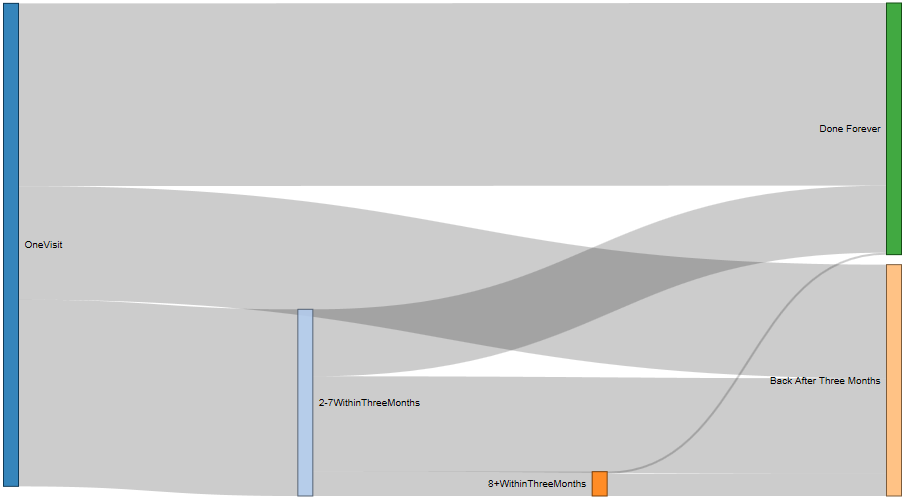 Done Forever
OneVisit
Back After Three Months
2-7WithinThreeMonths
8+WithinThreeMonths